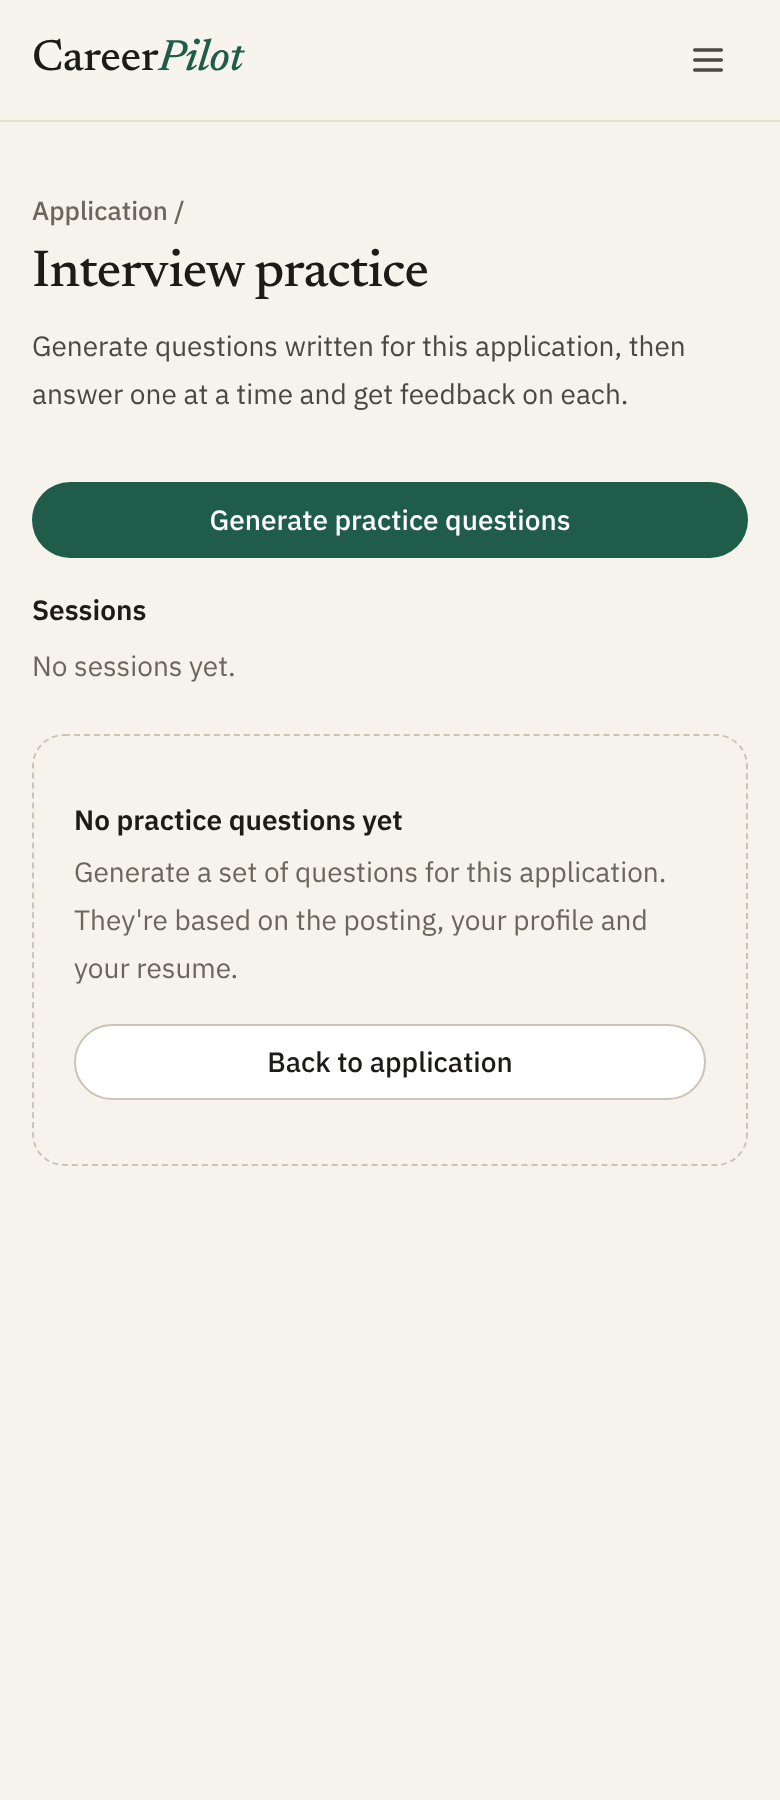 CareerPilot
Application /
Interview practice
Generate questions written for this application, then
answer one at a time and get feedback on each.
Generate practice questions
Sessions
No sessions yet.
No practice questions yet
Generate a set of questions for this application.
They're based on the posting, your profile and
your resume.
Back to application